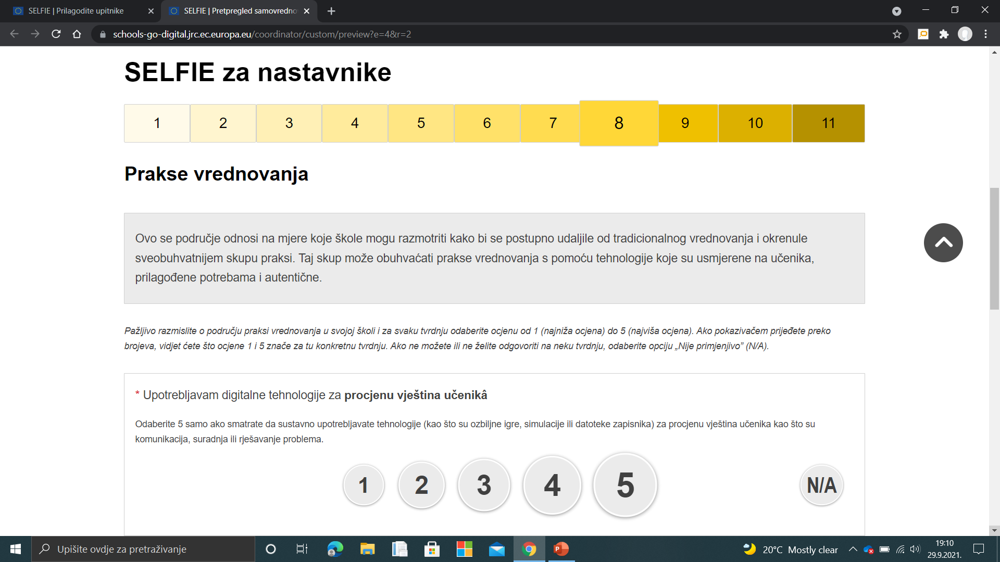 SELFIE | Prilagodite upitnike
SELFIE | Pretpregled samovredno
schools-go-digital.jrc.ec.europa.eu/coordinator/custom/preview?e=4&r=2
SELFIE za nastavnike
1 2 3 4 5 6 7 8 9 10 11
Prakse vrednovanja
Ovo se područje odnosi na mjere koje škole mogu razmotriti kako bi se postupno udaljile od tradicionalnog vrednovanja i okrenule
sveobuhvatnijem skupu praksi. Taj skup može obuhvaćati prakse vrednovanja s pomoću tehnologije koje su usmjerene na učenika,
prilagođene potrebama i autentične.
Pažljivo razmislite o području praksi vrednovanja u svojoj školi i za svaku tvrdnju odaberite ocjenu od 1 (najniža ocjena) do 5 (najviša ocjena). Ako pokazivačem prijeđete preko
brojeva, vidjet ćete što ocjene 1 i 5 znače za tu konkretnu tvrdnju. Ako ne možete ili ne želite odgovoriti na neku tvrdnju, odaberite opciju „Nije primjenjivo” (N/A).
* Upotrebljavam digitalne tehnologije za procjenu vještina učenikâ
Odaberite 5 samo ako smatrate da sustavno upotrebljavate tehnologije (kao što su ozbiljne igre, simulacije ili datoteke zapisnika) za procjenu vještina učenika kao što su
komunikacija, suradnja ili rješavanje problema.
1 2 3 4 5 N/A
Upišite ovdje za pretraživanje
20°C Mostly clear
19:10
29.9.2021.